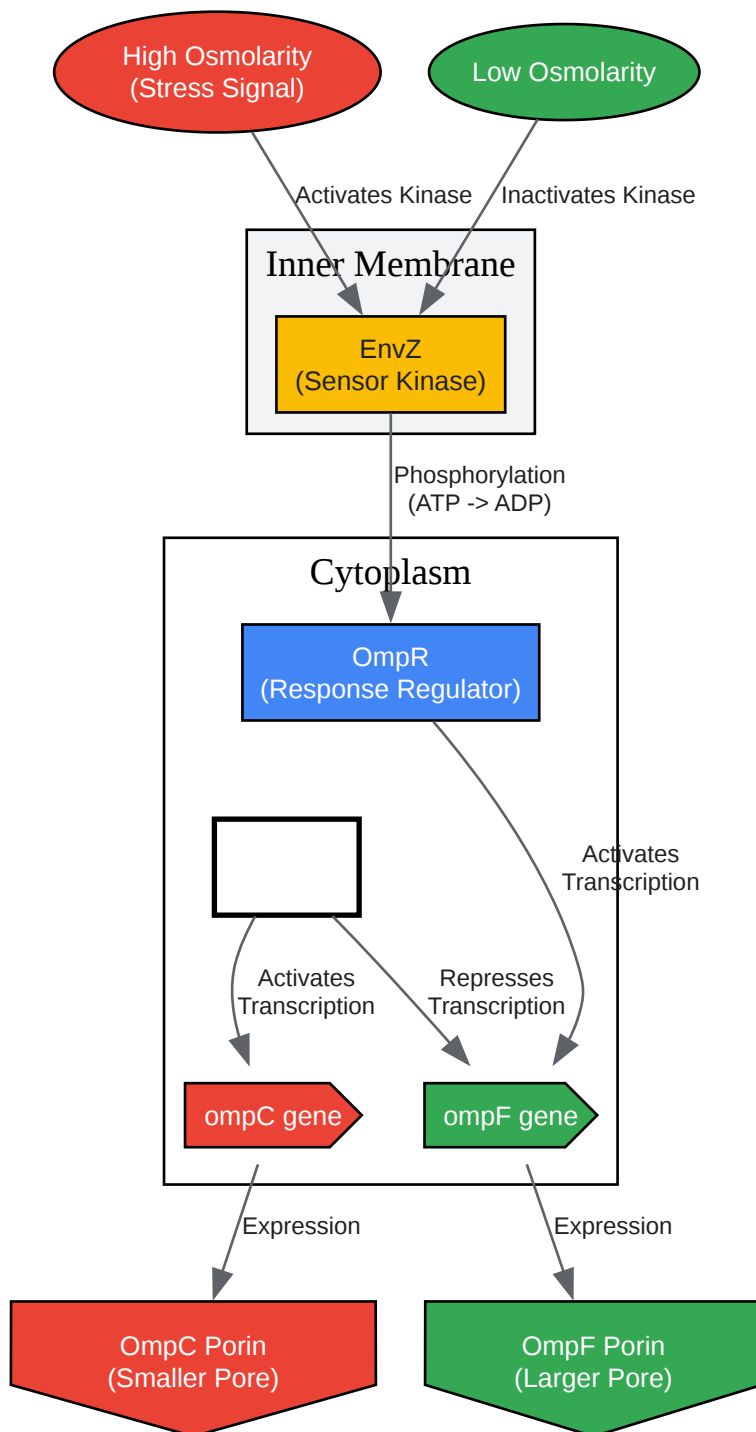 High Osmolarity
(Stress Signal)
Low Osmolarity
Activates Kinase
Inactivates Kinase
Inner Membrane
EnvZ
(Sensor Kinase)
Phosphorylation
(ATP -> ADP)
Cytoplasm
OmpR
(Response Regulator)
Activates
Transcription
Activates
Transcription
Represses
Transcription
ompC gene
ompF gene
Expression
Expression
OmpC Porin
(Smaller Pore)
OmpF Porin
(Larger Pore)